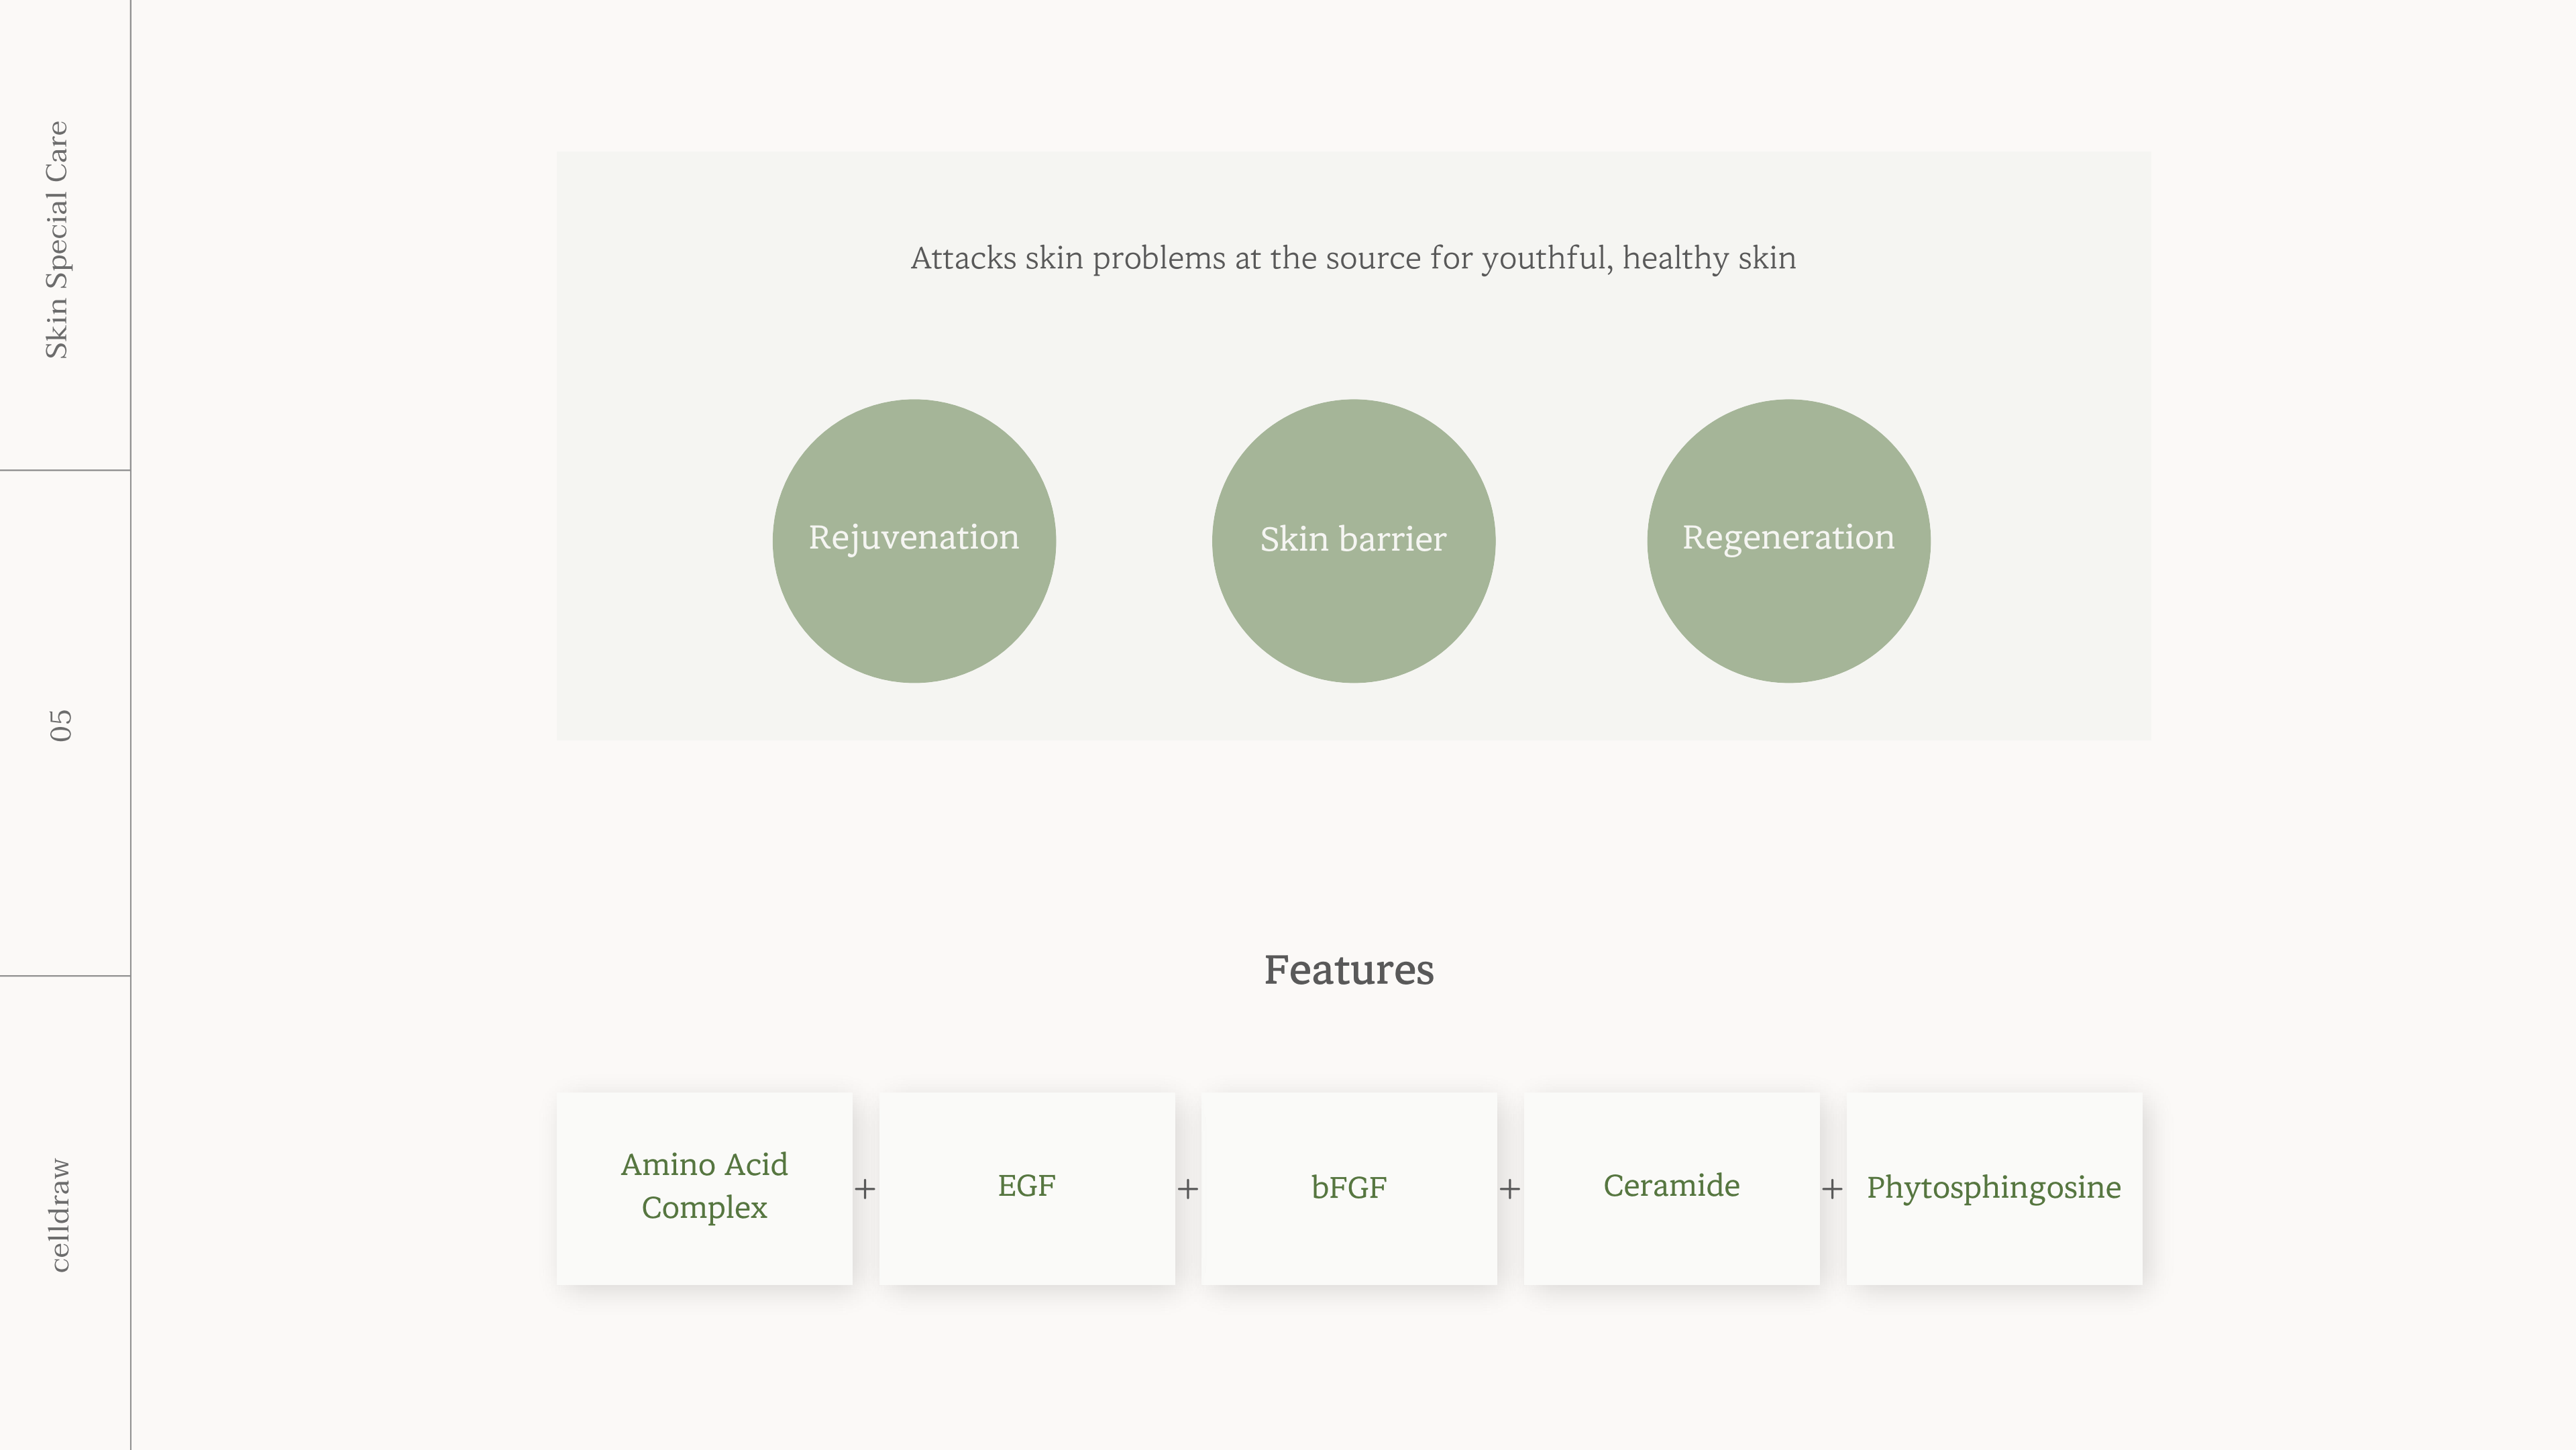 Skin Special Care
05
celldraw
Attacks skin problems at the source for youthful, healthy skin
Rejuvenation
Skin barrier
Regeneration
Features
Amino Acid
Complex
+
EGF
+
bFGF
+
Ceramide
+
Phytosphingosine